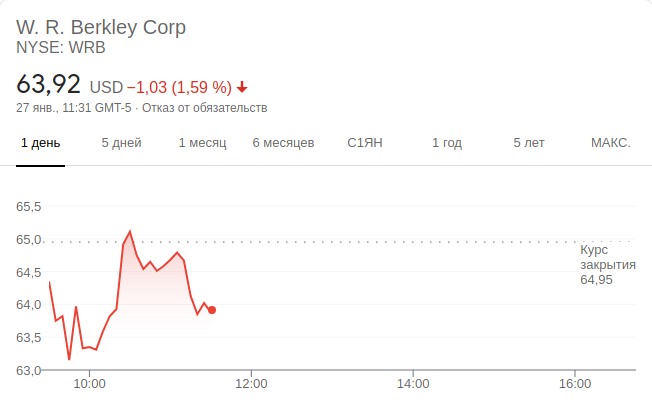 W. R. Berkley Corp
NYSE: WRB
63,92 USD −1,03 (1,59 %)
27 янв., 11:31 GMT-5 · Отказ от обязательств
1 день 5 дней 1 месяц 6 месяцев С1ЯН 1 год 5 лет МАКС.
65,5
65,0
64,5
64,0
63,5
63,0
Курс
закрытия
64,95
10:00 12:00 14:00 16:00